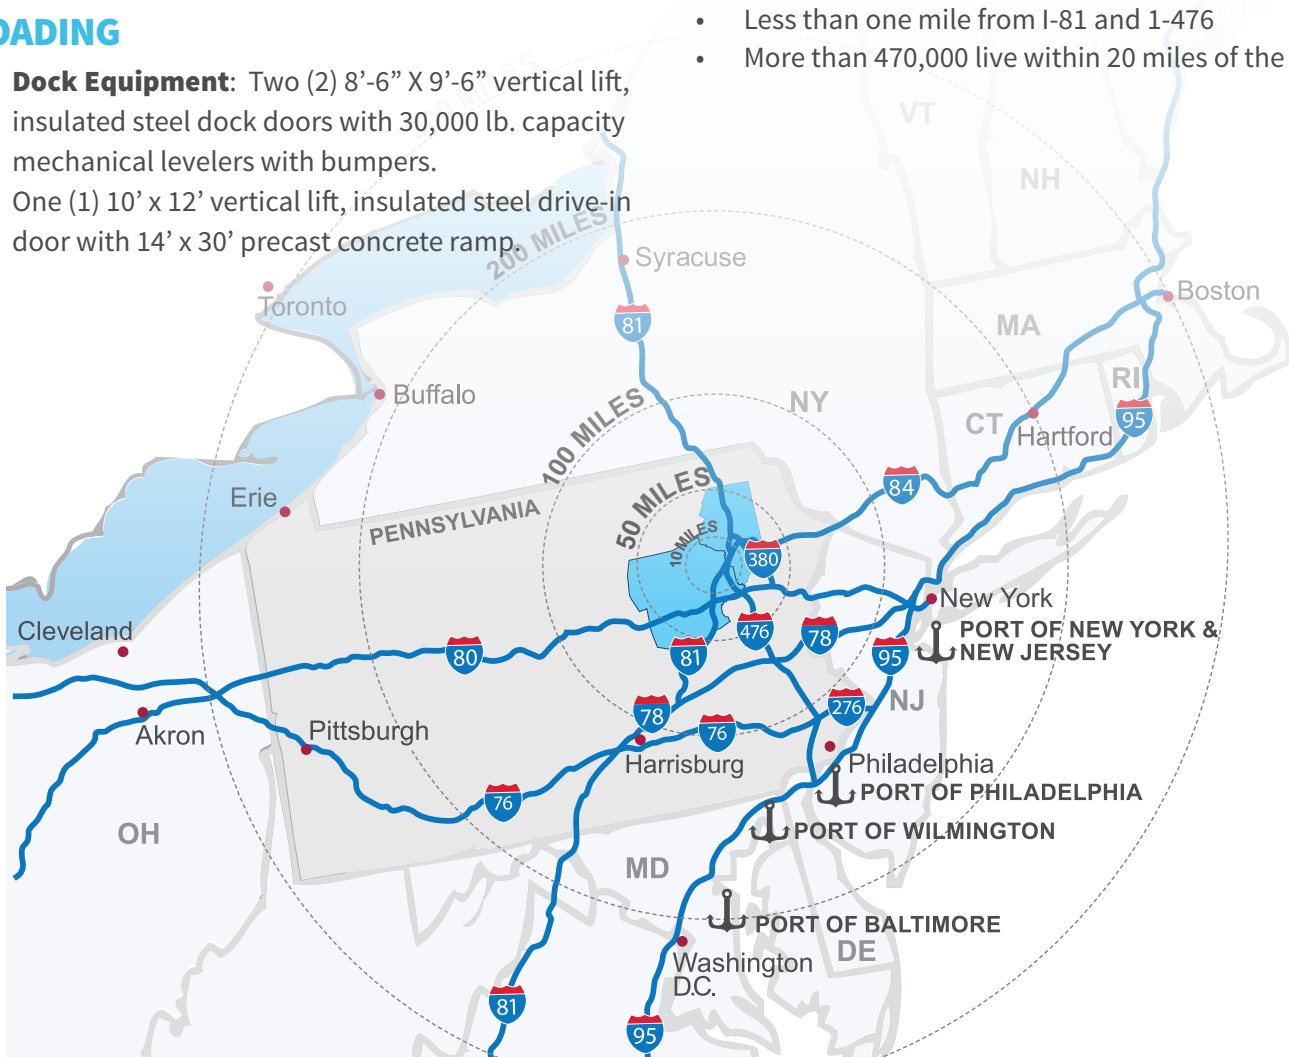 OADING
Dock Equipment: Two (2) 8’-6” X 9’-6” vertical lift,
insulated steel dock doors with 30,000 lb. capacity
mechanical levelers with bumpers.
One (1) 10’ x 12’ vertical lift, insulated steel drive-in
door with 14’ x 30’ precast concrete ramp.
• Less than one mile from I-81 and 1-476
• More than 470,000 live within 20 miles of the
MILES
VT
NH
200 MILES
Syracuse
Toronto
Boston
81
MA
Buffalo
NY
RI
95
100 MILES
CT
Hartford
84
50 MILES
Erie
PENNSYLVANIA
10 MILES
380
New York
PORT OF NEW YORK &
NEW JERSEY
Cleveland
476
78
80
81
95
NJ
78
276
Akron
Pittsburgh
76
Harrisburg
Philadelphia
PORT OF PHILADELPHIA
76
OH
PORT OF WILMINGTON
MD
PORT OF BALTIMORE
DE
Washington
D.C.
81
95